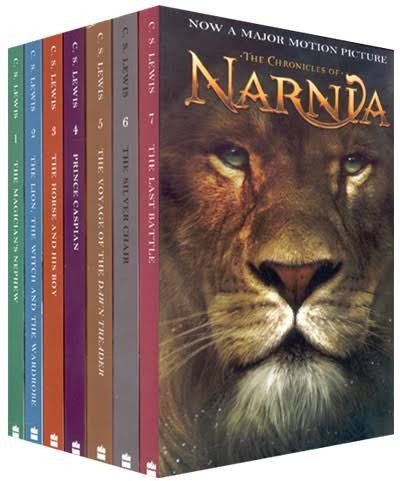 C. S. LEWIS 1 THE MAGICIAN'S NEPHEW
C. S. LEWIS 2 THE LION, THE WITCH AND THE WARDROBE
C. S. LEWIS 3 THE HORSE AND HIS BOY
C. S. LEWIS 4 PRINCE CASPIAN
C. S. LEWIS 5 THE VOYAGE OF THE DAWN TREADER
C. S. LEWIS 6 THE SILVER CHAIR
C. S. LEWIS 7 THE LAST BATTLE
NOW A MAJOR MOTION PICTURE
THE CHRONICLES OF
NARNIA